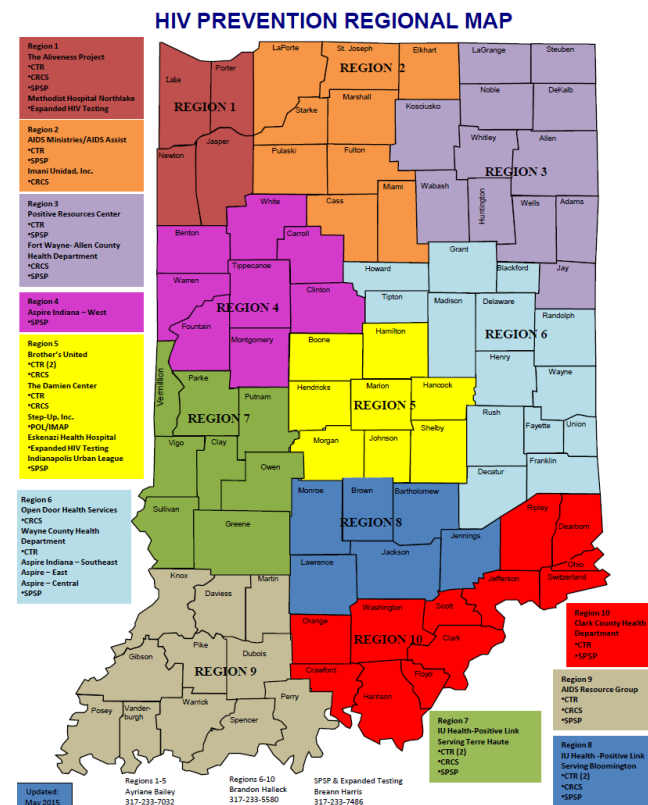 HIV PREVENTION REGIONAL MAP
Region 1
The Aliveness Project
*CTR
*CRCS
*SPSP
Methodist Hospital Northlake
*Expanded HIV Testing
Region 2
AIDS Ministries/AIDS Assist
*CTR
*SPSP
Imani Unidad, Inc.
*CRCS
Region 3
Positive Resources Center
*CTR
*SPSP
Fort Wayne- Allen County
Health Department
*CRCS
*SPSP
Region 4
Aspire Indiana – West
*SPSP
Region 5
Brother's United
*CTR (2)
*CRCS
The Damien Center
*CTR
*CRCS
Step-Up, Inc.
*POL/IMAP
Eskenazi Health Hospital
*Expanded HIV Testing
Indianapolis Urban League
*SPSP
Region 6
Open Door Health Services
*CRCS
Wayne County Health
Department
*CTR
Aspire Indiana – Southeast
Aspire – East
Aspire – Central
*SPSP
LaPorte
St. Joseph
Elkhart
LaGrange
Steuben
Lake
Porter
REGION 2
REGION 1
Starke
Marshall
Kosciusko
Noble
DeKalb
Newton
Jasper
Pulaski
Fulton
Whitley
Allen
REGION 3
Miami
Wabash
Huntington
Wells
Adams
White
Cass
Benton
Carroll
Grant
Howard
Blackford
Jay
Warren
Tippecanoe
Clinton
Tipton
Madison
Delaware
Randolph
REGION 4
REGION 6
Fountain
Montgomery
Boone
Hamilton
Henry
Wayne
Vermillion
Parke
Putnam
Hendricks
Marion
Hancock
REGION 5
Rush
Fayette
Union
REGION 7
Shelby
Vigo
Clay
Morgan
Johnson
Franklin
Owen
Decatur
Monroe
Brown
Bartholomew
Sullivan
Greene
REGION 8
Jennings
Ripley
Dearborn
Jackson
Lawrence
Ohio
Switzerland
Jefferson
Knox
Daviess
Martin
Washington
Scott
Orange
REGION 10
Clark
Pike
Dubois
Gibson
REGION 9
Crawford
Floyd
Harrison
Perry
Warrick
Posey
Vander-
burgh
Spencer
Region 10
Clark County Health
Department
*CTR
*SPSP
Region 9
AIDS Resource Group
*CTR
*CRCS
*SPSP
Region 7
IU Health-Positive Link
Serving Terre Haute
*CTR (2)
*CRCS
*SPSP
Region 8
IU Health -Positive Link
Serving Bloomington
*CTR (2)
*CRCS
*SPSP
Updated:
May 2015
Regions 1-5
Ayriane Bailey
317-233-7032
Regions 6-10
Brandon Halleck
317-233-5580
SPSP & Expanded Testing
Breann Harris
317-233-7486